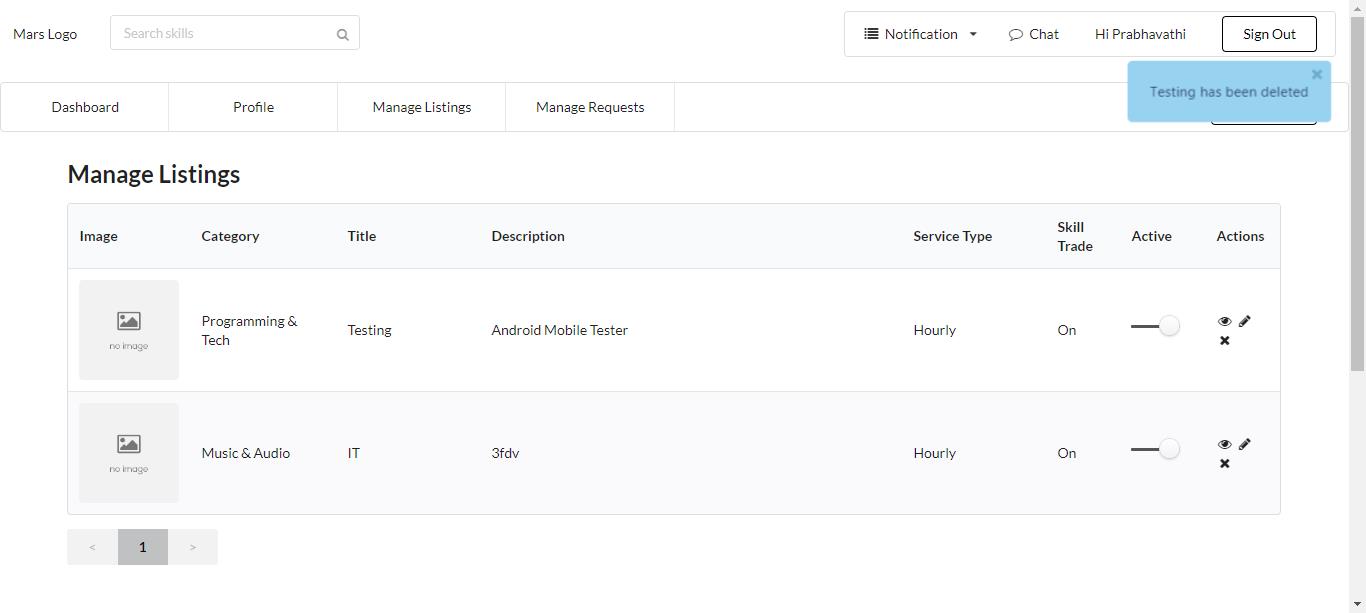 Mars Logo
Search skills
Notification
Chat
Hi Prabhavathi
Sign Out
Testing has been deleted
Dashboard
Profile
Manage Listings
Manage Requests
Manage Listings
Image
Category
Title
Description
Service Type
Skill
Trade
Active
Actions
no image
Programming &
Tech
Testing
Android Mobile Tester
Hourly
On
no image
Music & Audio
IT
3fdv
Hourly
On
< 1 >